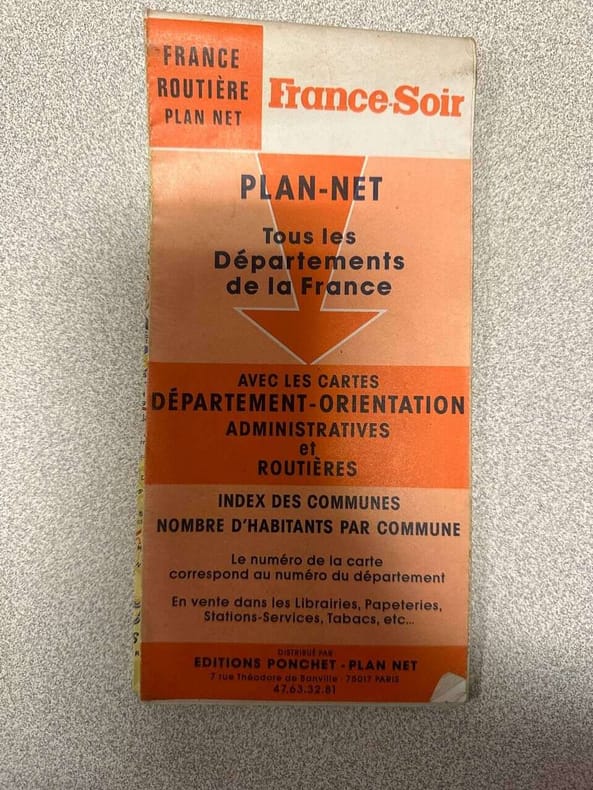 FRANCE
ROUTIÈRE
PLAN NET
France-Soir
PLAN-NET
Tous les
Départements
de la France
AVEC LES CARTES
DÉPARTEMENT-ORIENTATION
ADMINISTRATIVES
et
ROUTIÈRES
INDEX DES COMMUNES
NOMBRE D'HABITANTS PAR COMMUNE
Le numéro de la carte
correspond au numéro du département
En vente dans les Librairies, Papeteries,
Stations-Services, Tabacs, etc...
DISTRIBUÉ PAR
EDITIONS PONCHET - PLAN NET
7 rue Théodore de Banville - 75017 PARIS
47.63.32.81